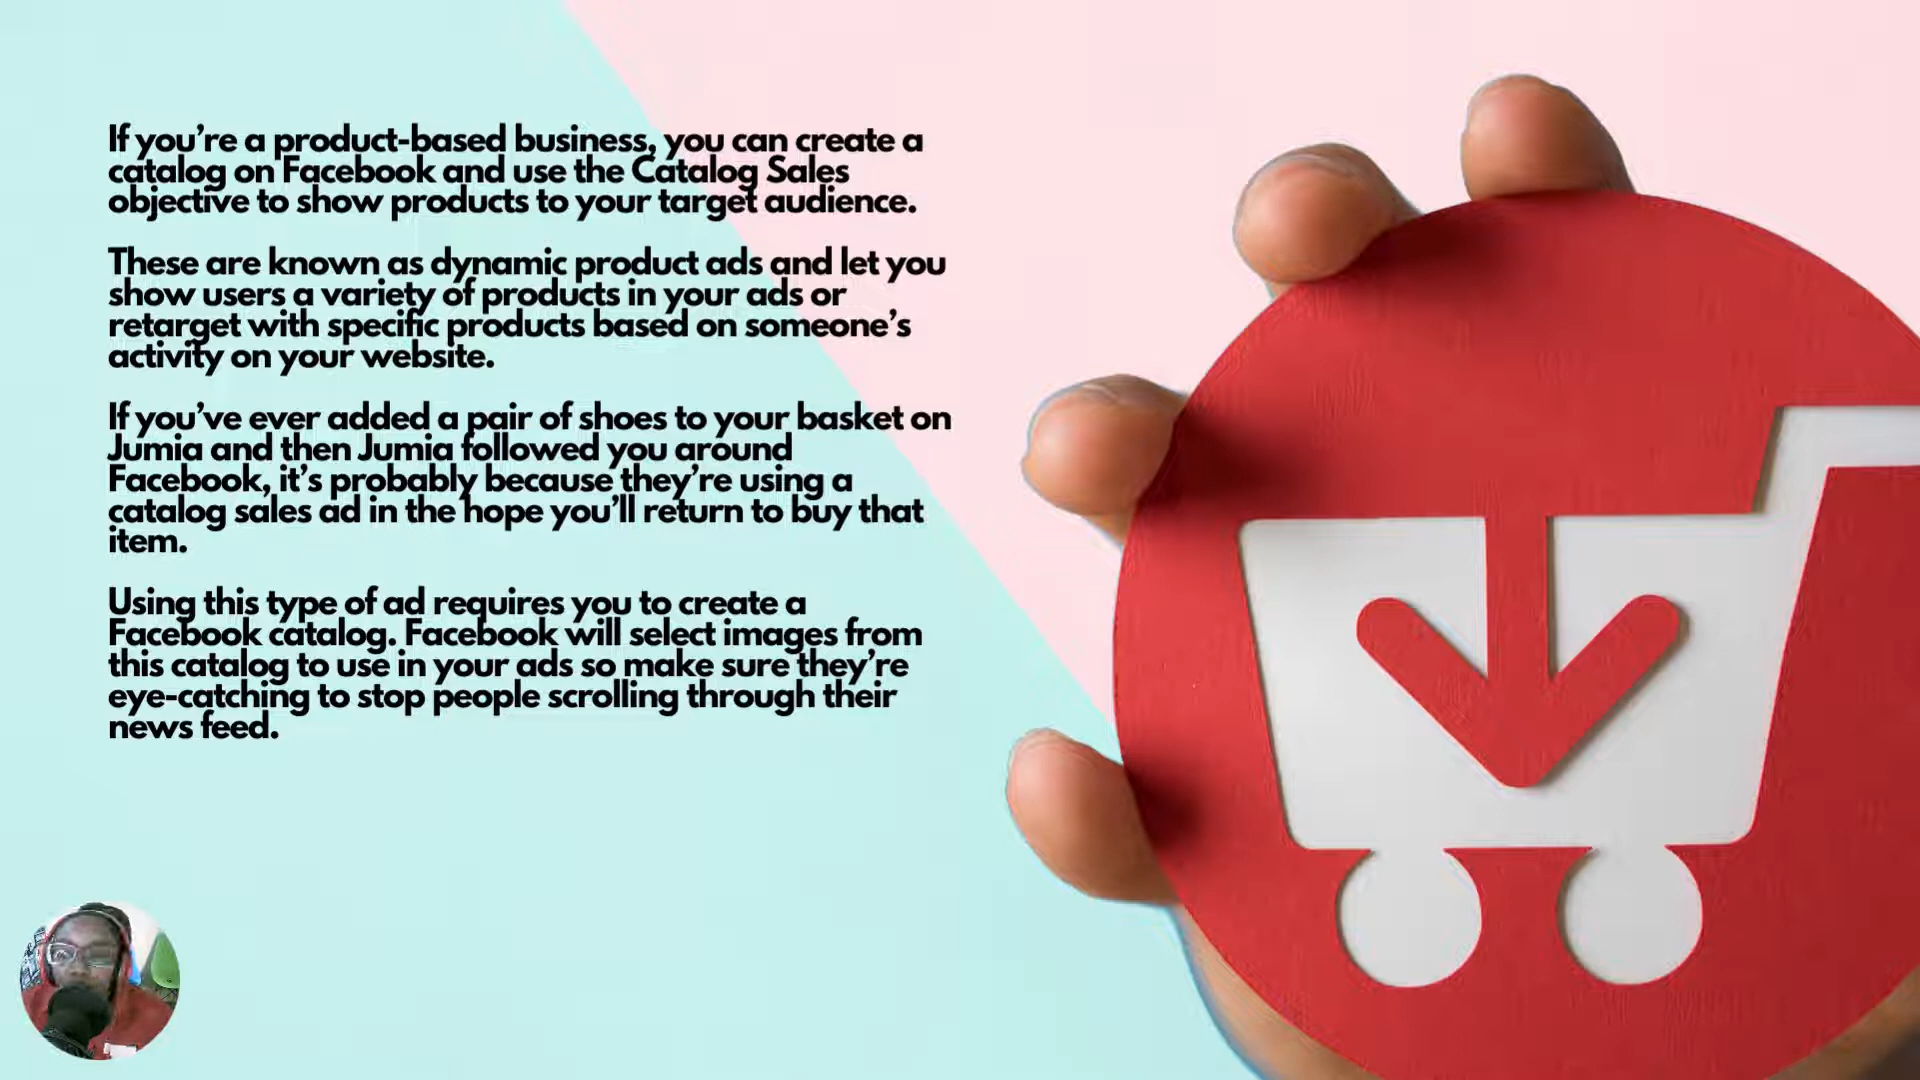 If you’re a product-based business, you can create a
catalog on Facebook and use the Catalog Sales
objective to show products to your target audience.
These are known as dynamic product ads and let you
show users a variety of products in your ads or
retarget with specific products based on someone’s
activity on your website.
If you’ve ever added a pair of shoes to your basket on
Jumia and then Jumia followed you around
Facebook, it’s probably because they’re using a
catalog sales ad in the hope you’ll return to buy that
item.
Using this type of ad requires you to create a
Facebook catalog. Facebook will select images from
this catalog to use in your ads so make sure they’re
eye-catching to stop people scrolling through their
news feed.